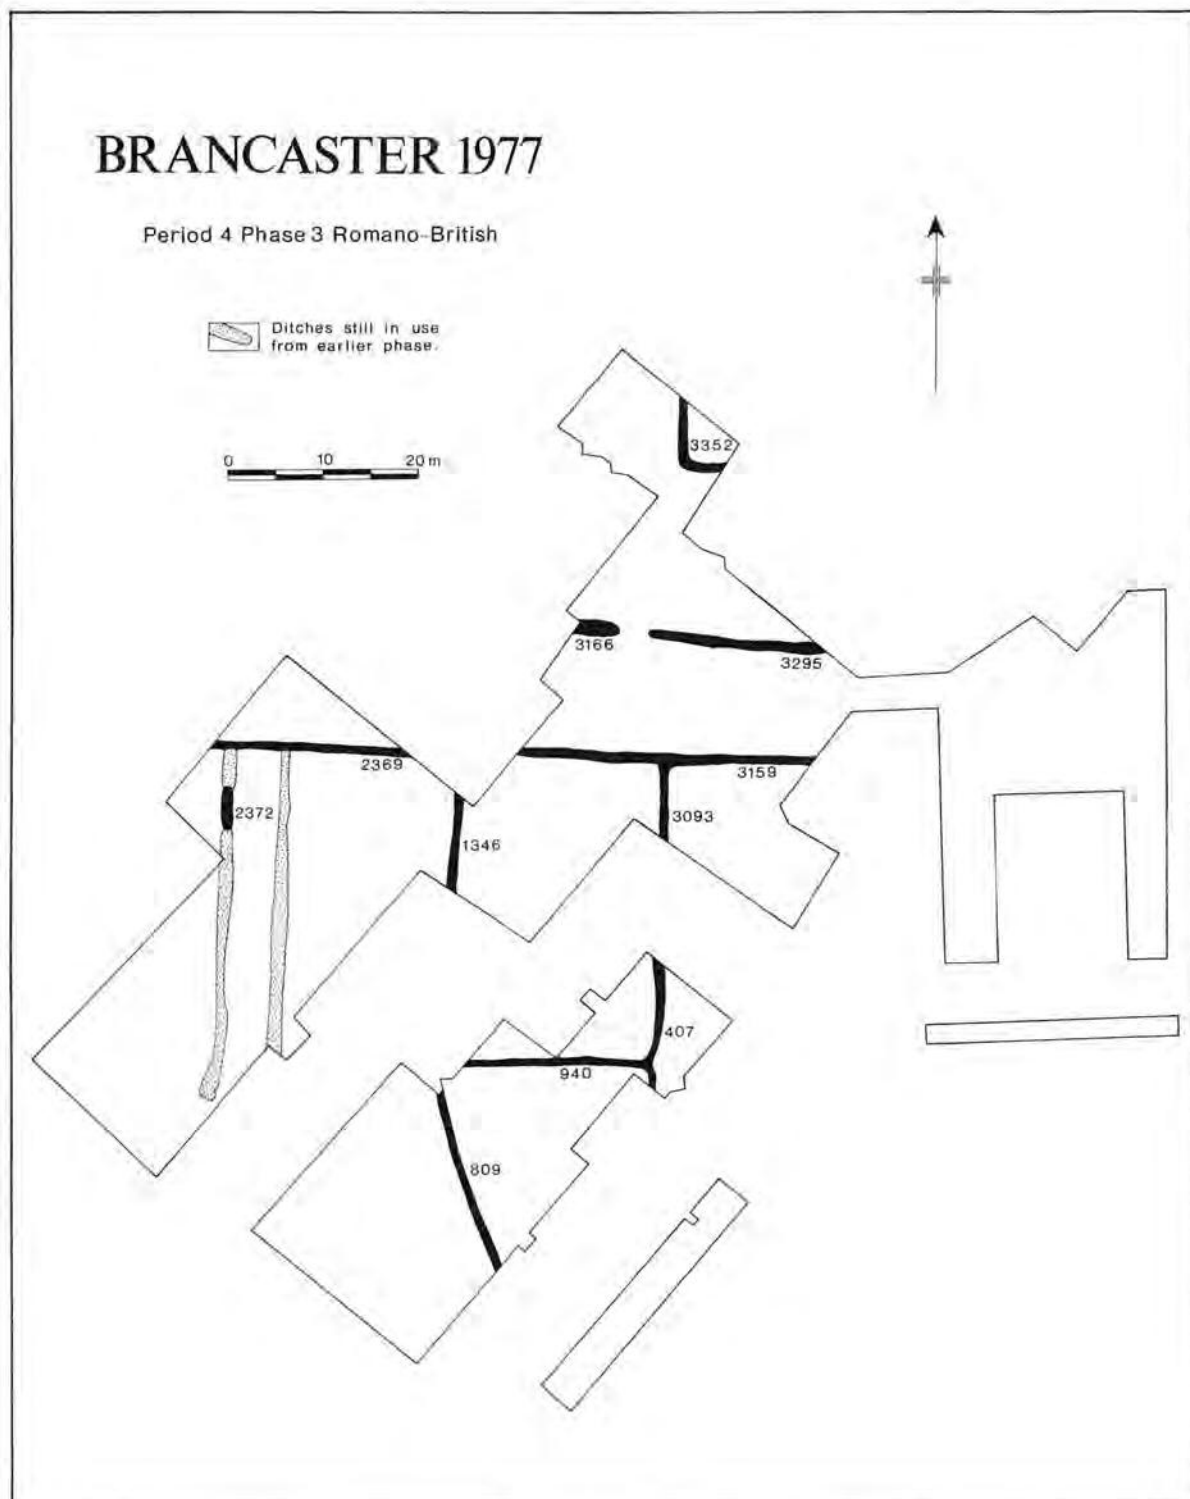 BRANCASTER 1977
Period 4 Phase 3 Romano-British
Ditches still in use
from earlier phase.
0 10 20 m
3352
3166
3295
2369
3159
2372
3093
1346
407
940
809